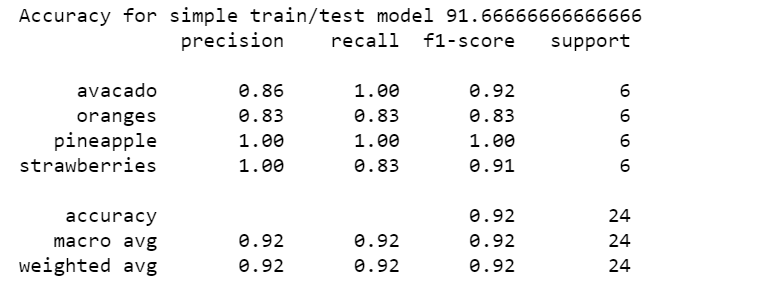 Accuracy for simple train/test model 91.66666666666666
precision recall f1-score support
avacado 0.86 1.00 0.92 6
oranges 0.83 0.83 0.83 6
pineapple 1.00 1.00 1.00 6
strawberries 1.00 0.83 0.91 6
accuracy 0.92 24
macro avg 0.92 0.92 0.92 24
weighted avg 0.92 0.92 0.92 24